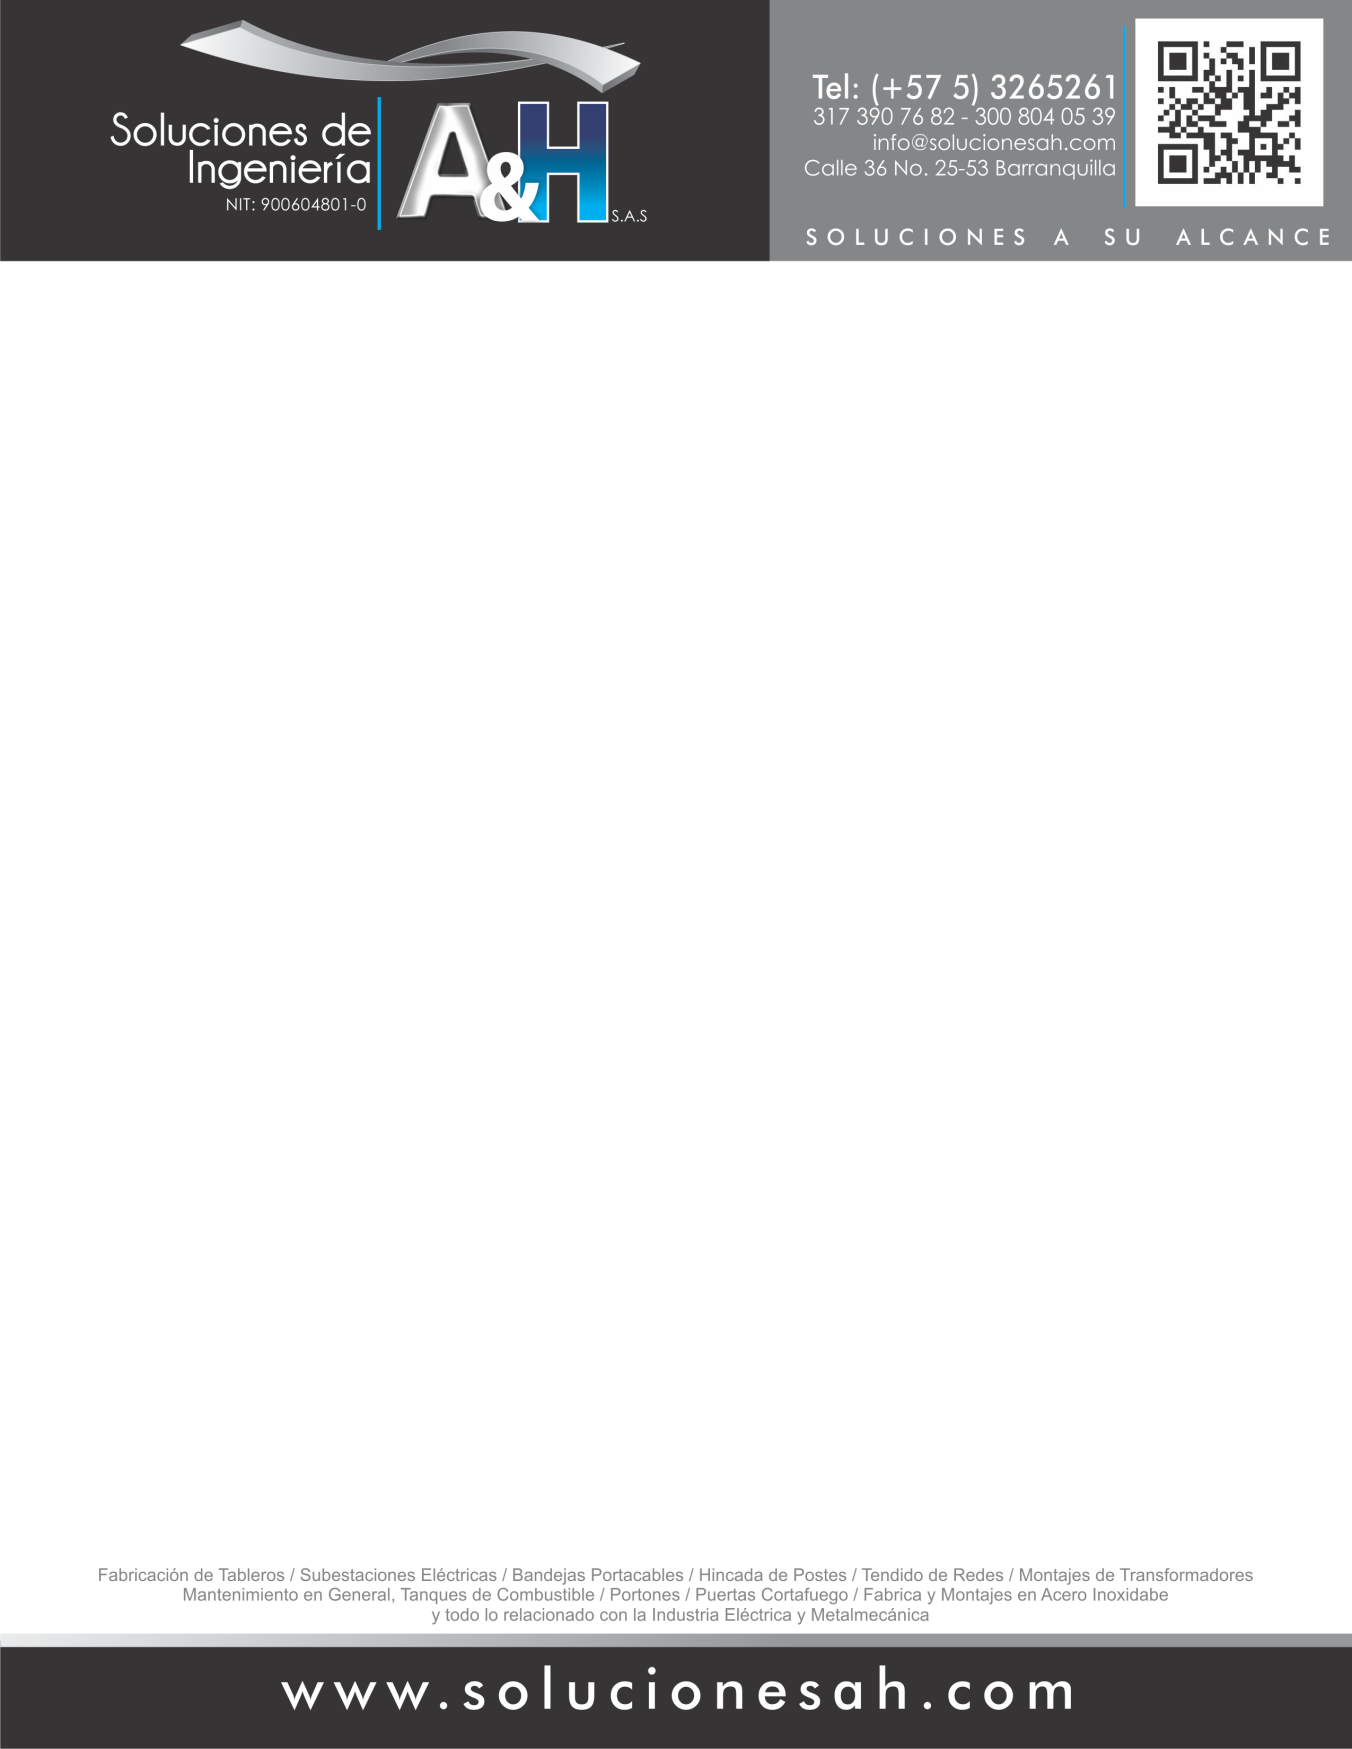 Soluciones de
Ingeniería
NIT: 900604801-0
A&H
S.A.S
Tel: (+57 5) 3265261
317 390 76 82 - 300 804 05 39
info@solucionesah.com
Calle 36 No. 25-53 Barranquilla
SOLUCIONES A SU ALCANCE
Fabricación de Tableros / Subestaciones Eléctricas / Bandejas Portacables / Hincada de Postes / Tendido de Redes / Montajes de Transformadores
Mantenimiento en General, Tanques de Combustible / Portones / Puertas Cortafuego / Fabrica y Montajes en Acero Inoxidabe
y todo lo relacionado con la Industria Eléctrica y Metalmecánica
www.solucionesah.com